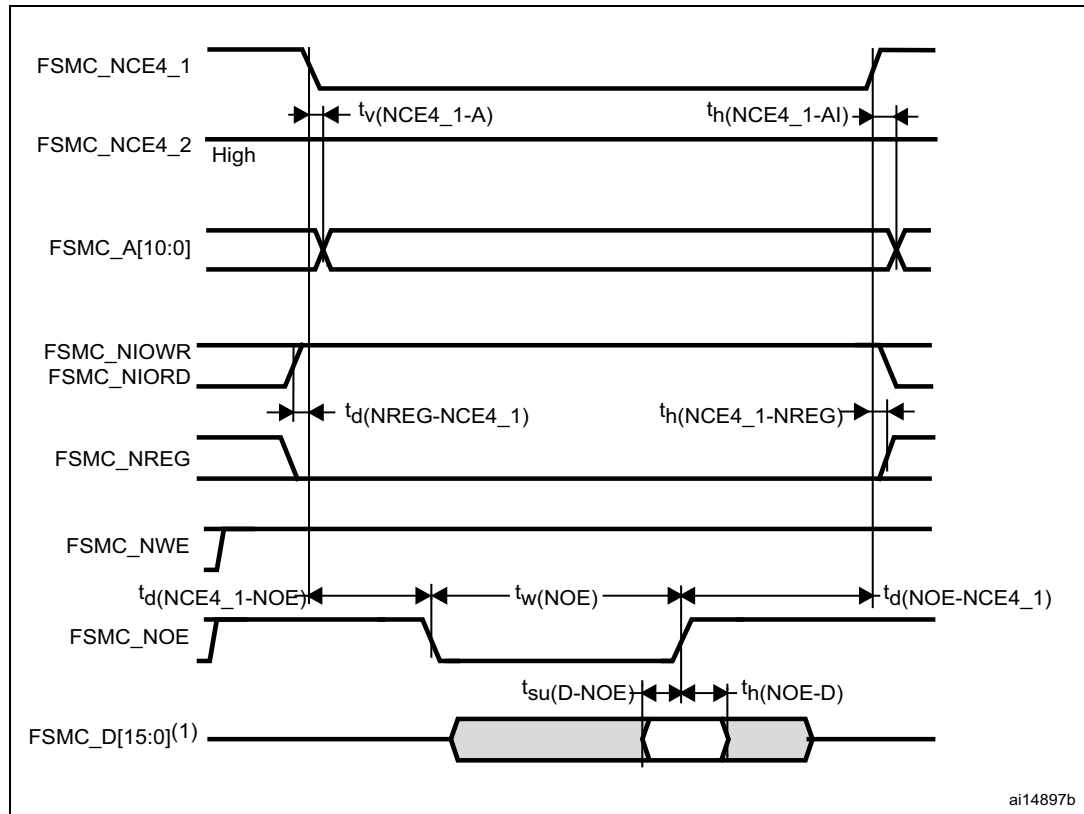 FSMC_NCE4_1
tv(NCE4_1-A)
th(NCE4_1-AI)
FSMC_NCE4_2
High
FSMC_A[10:0]
FSMC_NIOWR
FSMC_NIORD
td(NREG-NCE4_1)
th(NCE4_1-NREG)
FSMC_NREG
FSMC_NWE
td(NCE4_1-NOE)
tw(NOE)
td(NOE-NCE4_1)
FSMC_NOE
tsu(D-NOE)
th(NOE-D)
FSMC_D[15:0](1)
ai14897b